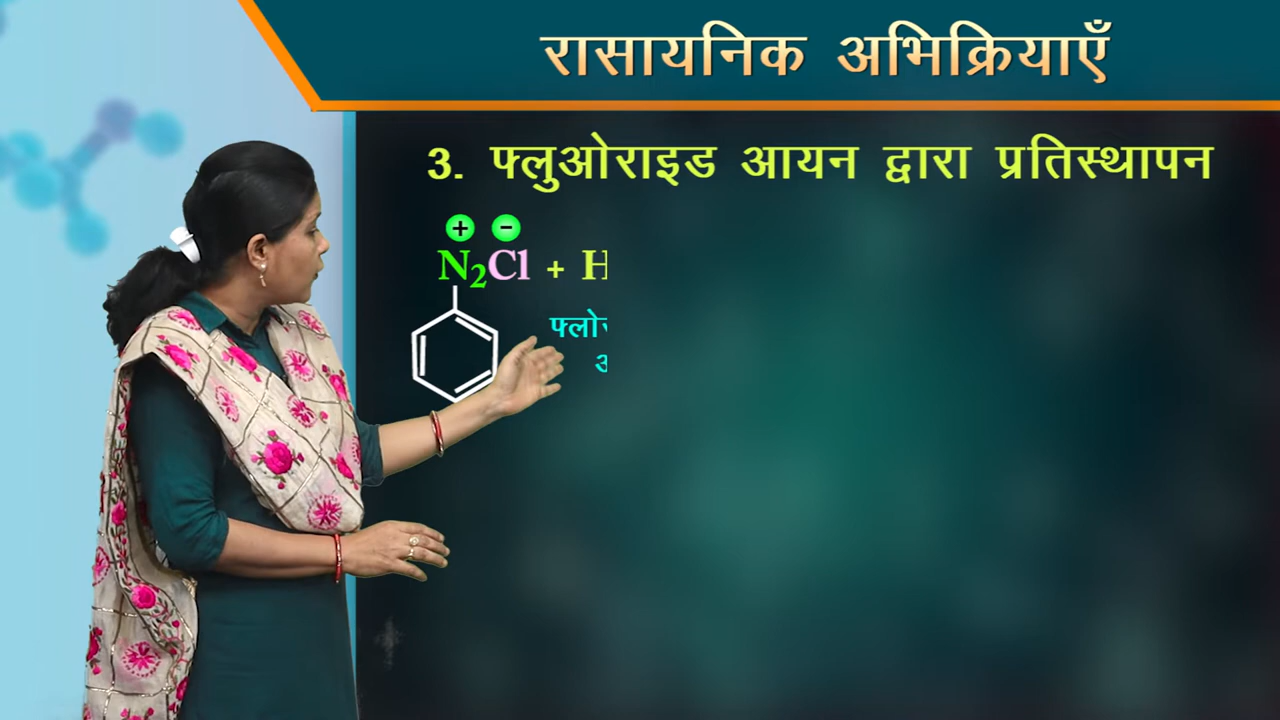 रासायनिक अभिक्रियाएँ
3. फ्लुओराइड आयन द्वारा प्रतिस्थापन
+ −
N₂Cl + H